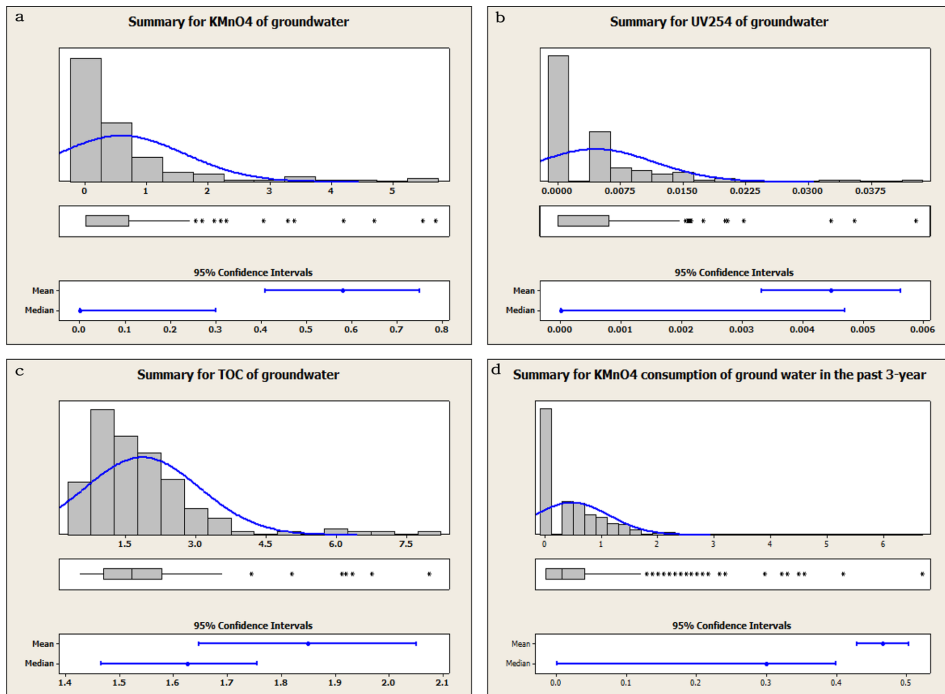 a
Summary for KMnO4 of groundwater
0 1 2 3 4 5
95% Confidence Intervals
Mean
Median
0.0 0.1 0.2 0.3 0.4 0.5 0.6 0.7 0.8
b
Summary for UV254 of groundwater
0.0000 0.0075 0.0150 0.0225 0.0300 0.0375
95% Confidence Intervals
Mean
Median
0.000 0.001 0.002 0.003 0.004 0.005 0.006
c
Summary for TOC of groundwater
1.5 3.0 4.5 6.0 7.5
95% Confidence Intervals
Mean
Median
1.4 1.5 1.6 1.7 1.8 1.9 2.0 2.1
d
Summary for KMnO4 consumption of ground water in the past 3-year
0 1 2 3 4 5 6
95% Confidence Intervals
Mean
Median
0.0 0.1 0.2 0.3 0.4 0.5